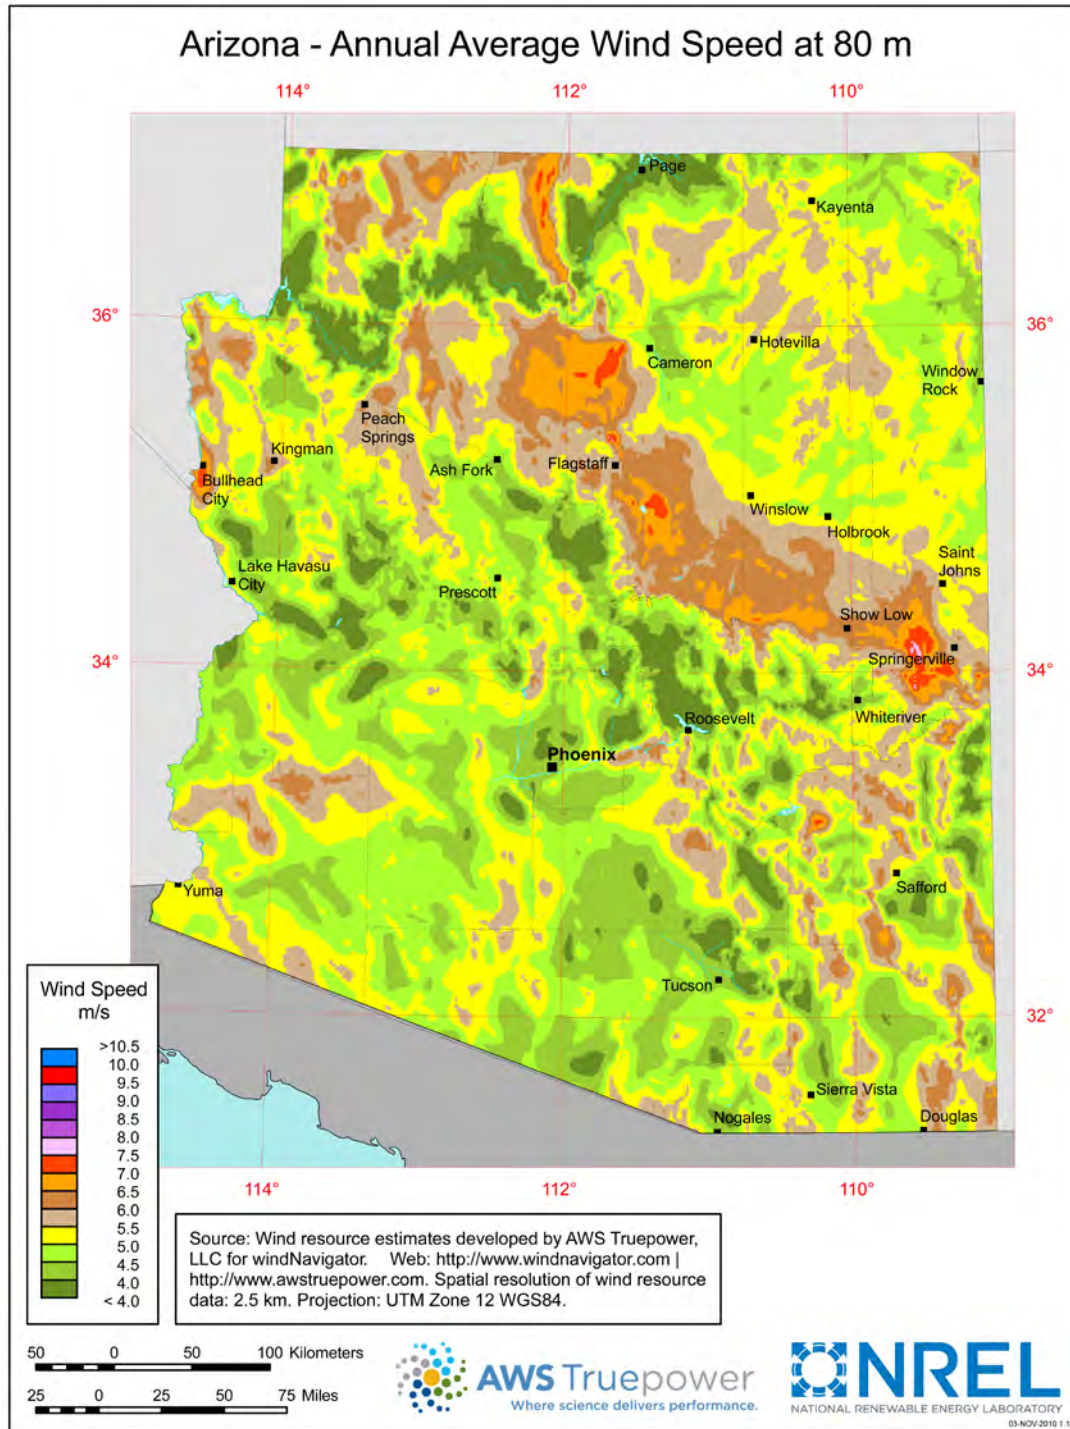 Arizona - Annual Average Wind Speed at 80 m
114°
112°
110°
Page
Kayenta
36°
36°
Hotevilla
Cameron
Window
Rock
Peach
Springs
Kingman
Ash Fork
Flagstaff
Bullhead
City
Winslow
Holbrook
Saint
Johns
Lake Havasu
City
Prescott
Show Low
34°
Springerville
34°
Whiteriver
Roosevelt
Phoenix
Safford
Yuma
Tucson
32°
Sierra Vista
Nogales
Douglas
Wind Speed
m/s
>10.5
10.0
9.5
9.0
8.5
8.0
7.5
7.0
6.5
6.0
5.5
5.0
4.5
4.0
< 4.0
114°
112°
110°
Source: Wind resource estimates developed by AWS Truepower,
LLC for windNavigator. Web: http://www.windnavigator.com |
http://www.awstruepower.com. Spatial resolution of wind resource
data: 2.5 km. Projection: UTM Zone 12 WGS84.
50 0 50 100 Kilometers
25 0 25 50 75 Miles
AWS Truepower
Where science delivers performance.
NREL
NATIONAL RENEWABLE ENERGY LABORATORY
03-NOV-2010 1.1